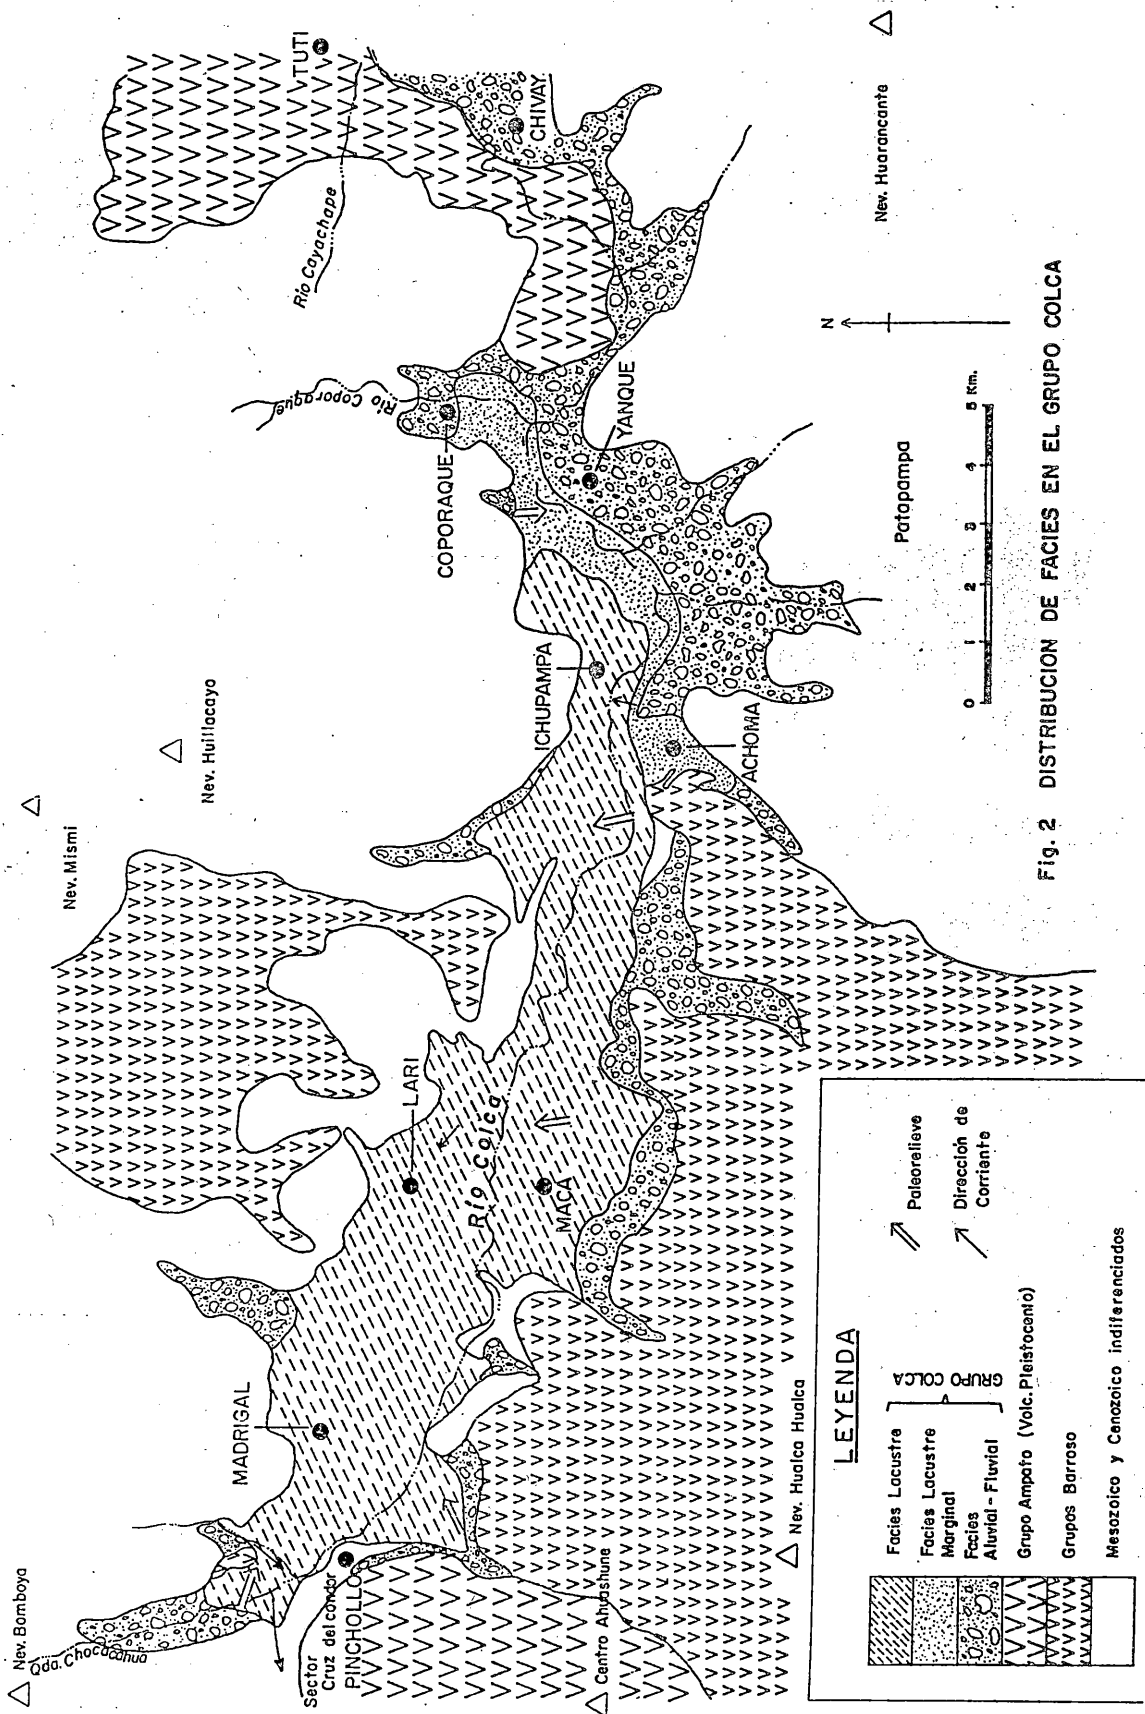 Nev. Bomboya
Qda. Chacacahua
Nev. Mismi
Nev. Huillacaya
TUTI
Rio Cayachape
CHIVAY
Rio Coporaque
COPORAQUE
YANQUE
Nev. Huarancante
MADRIGAL
LARI
Rio Colca
ICHUPAMPA
MACA
ACHOMA
Patapampa
Sector
Cruz del condor
PINCHOLLO
Centro Ahuashune
Nev. Hualca Hualca
N
0 1 2 3 4 5 Km.
LEYENDA
Facies Lacustre
Facies Lacustre
Marginal
Facies
Aluvial - Fluvial
GRUPO COLCA
Grupo Ampato (Volc. Pleistocento)
Grupos Barroso
Mesozoico y Cenozoico indiferenciados
Paleorelieve
Dirección de
Corriente
Fig. 2 DISTRIBUCION DE FACIES EN EL GRUPO COLCA